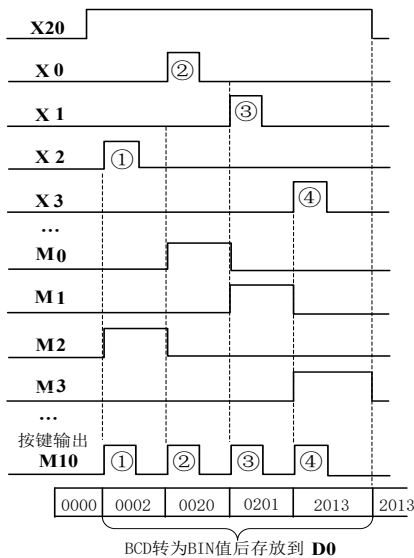 X20
X 0 ②
X 1 ③
X 2 ①
X 3 ④
...
M 0
M 1
M 2
M 3
...
按键输出
M10 ① ② ③ ④
0000 0002 0020 0201 2013 2013
BCD转为BIN值后存放到 D0